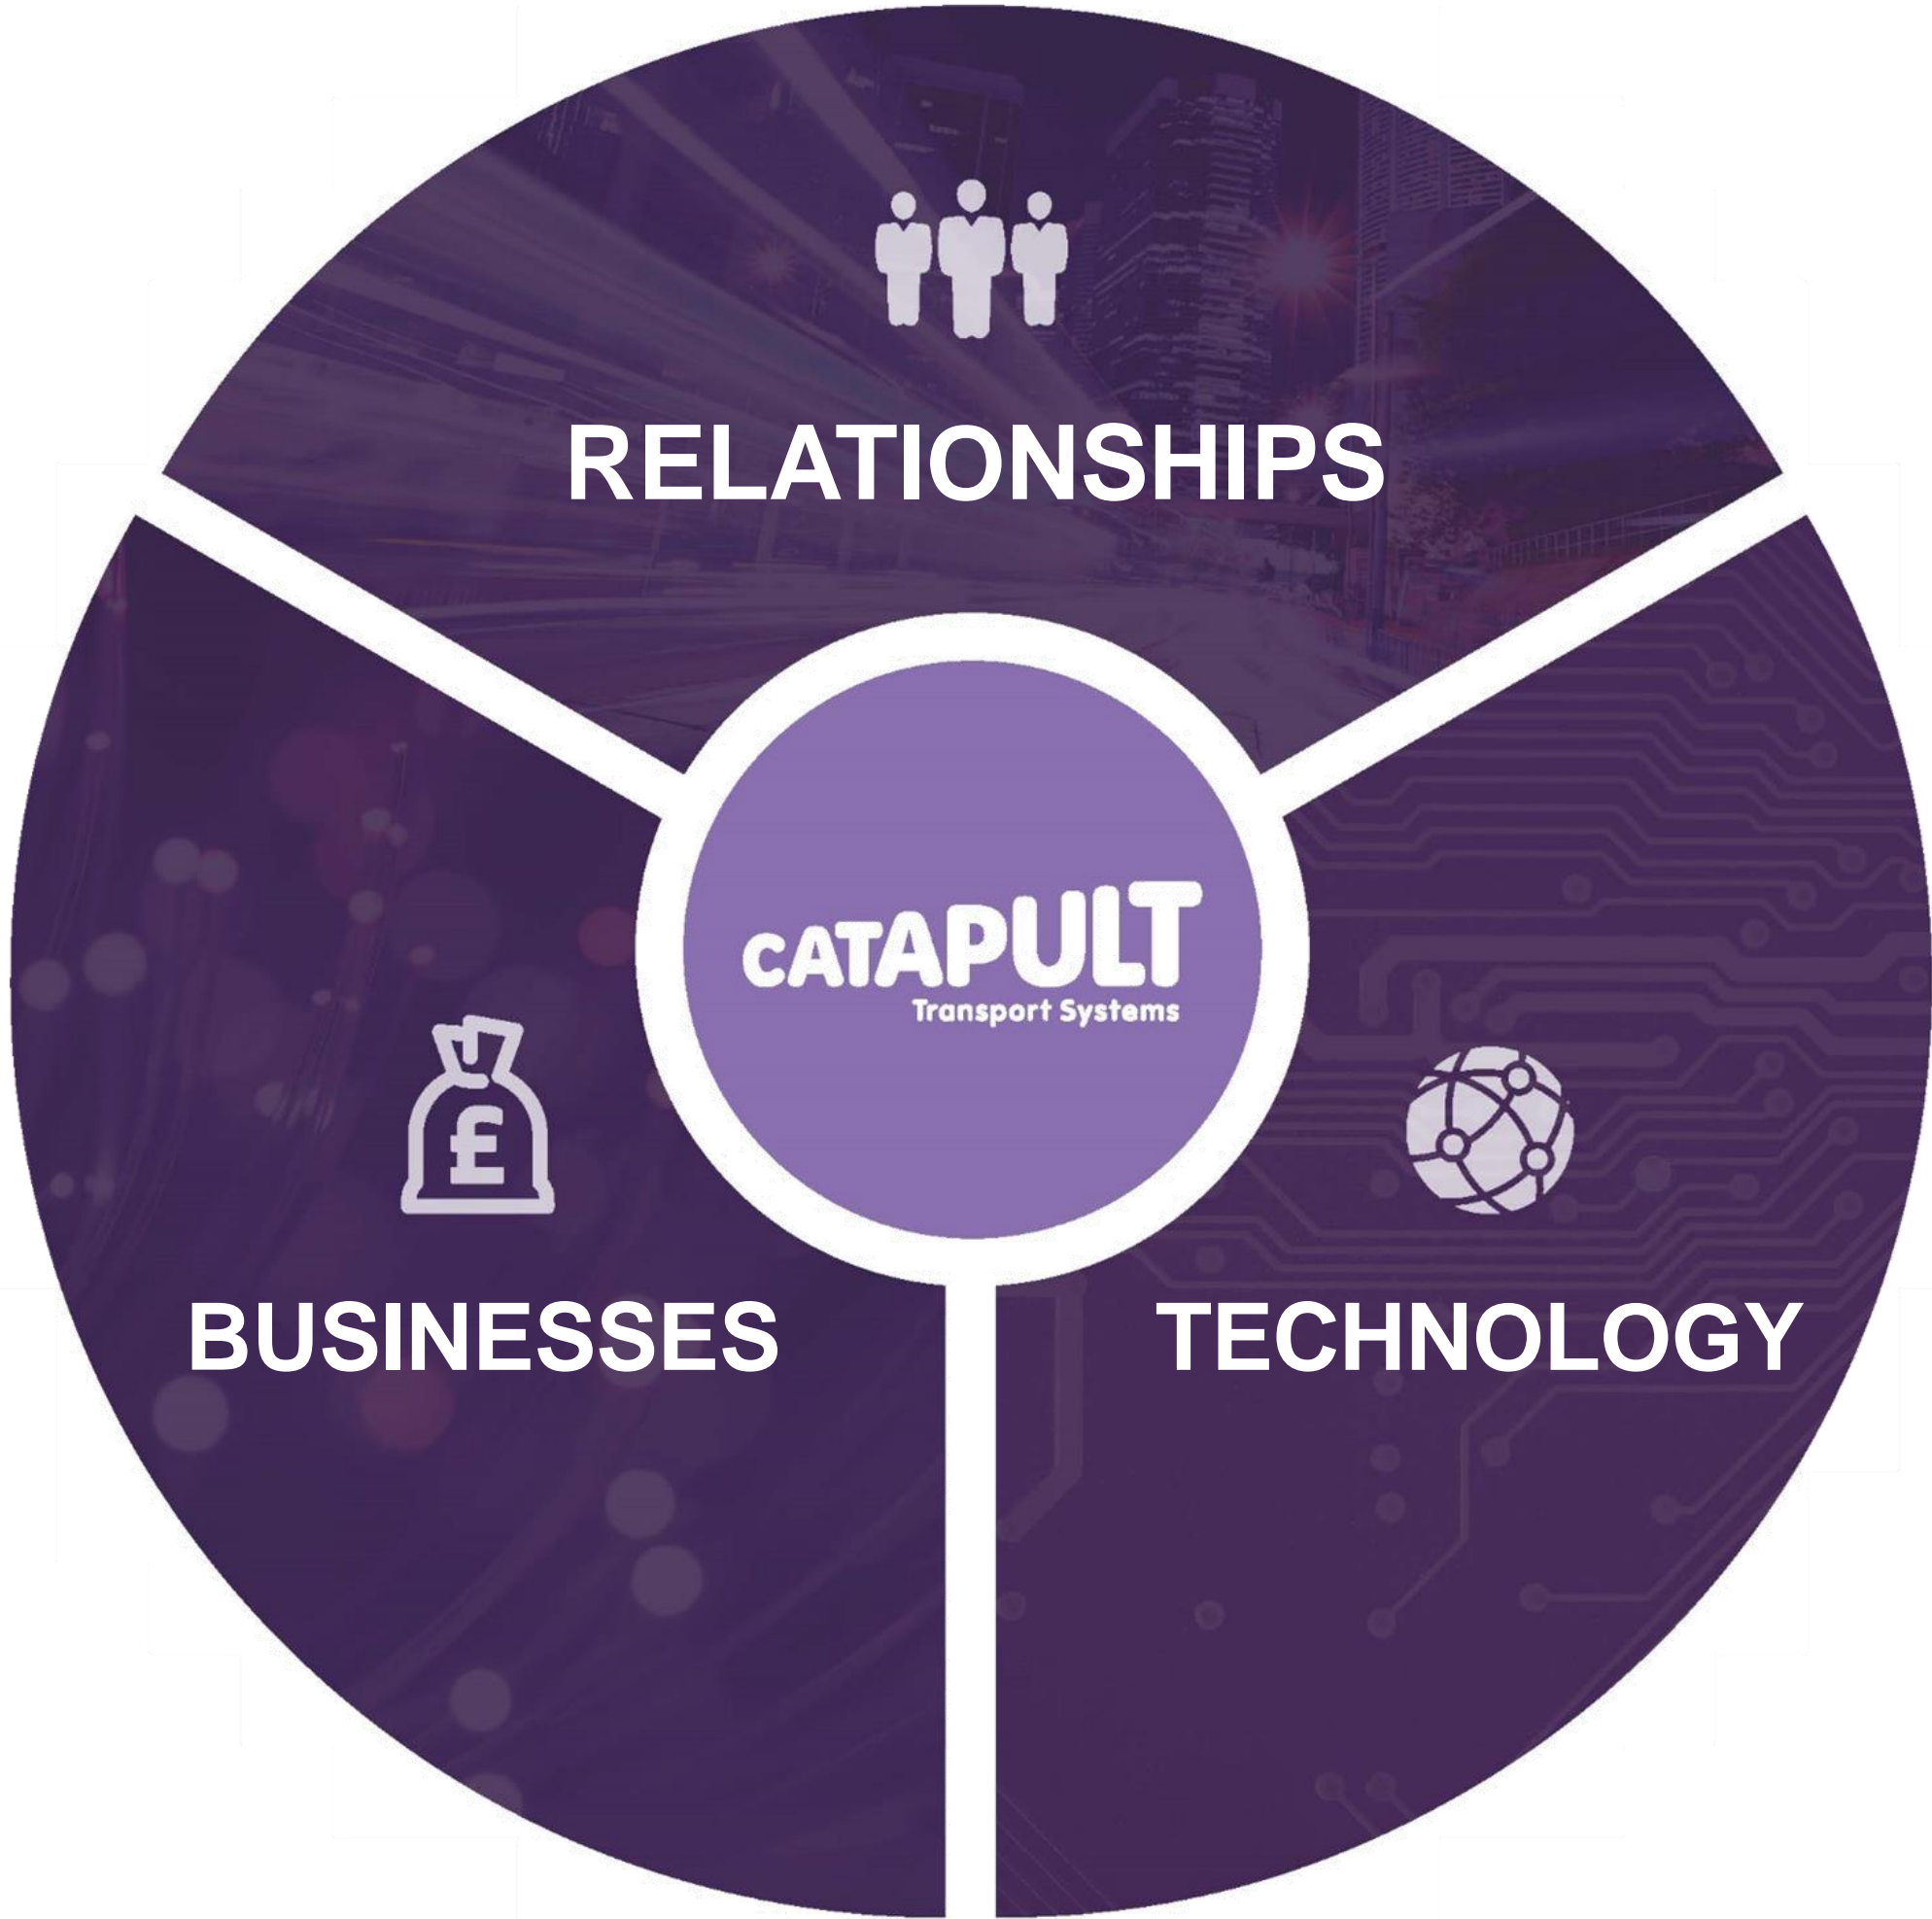 RELATIONSHIPS
CATAPULT
Transport Systems
£
BUSINESSES
TECHNOLOGY